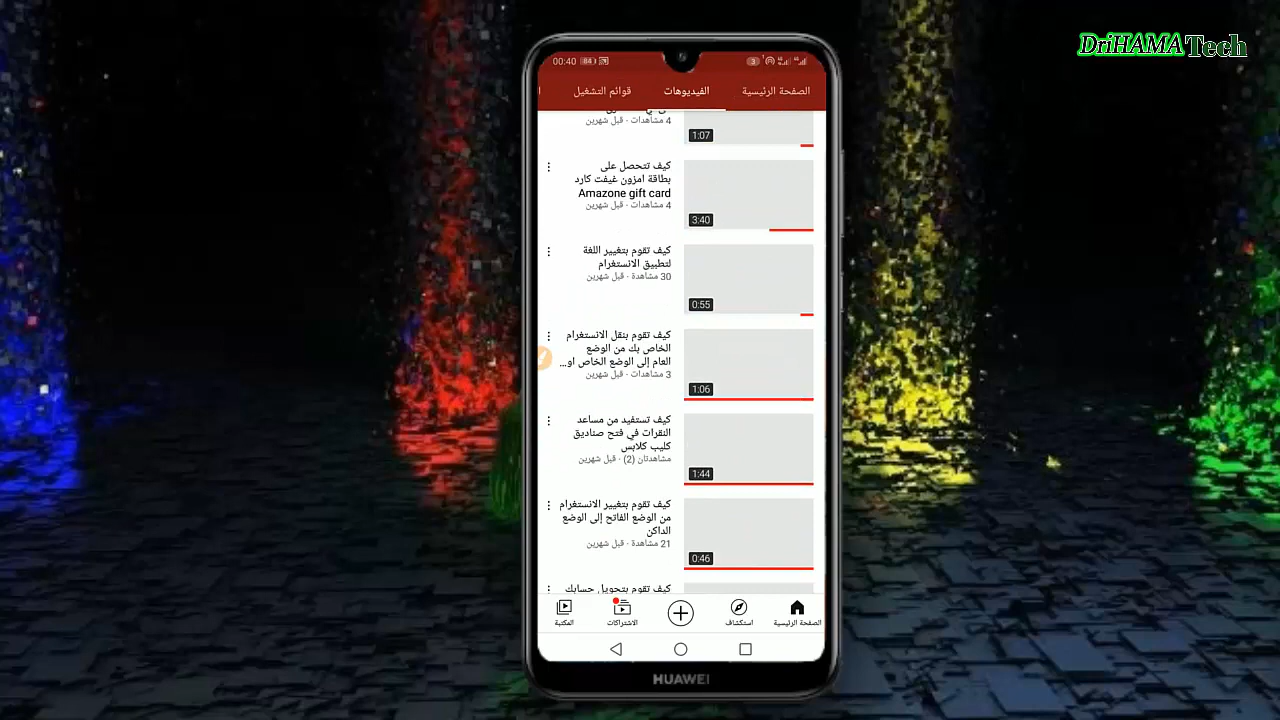 DriHAMA Tech
00:40
84
3
الصفحة الرئيسية
الفيديوهات
قوائم التشغيل
4 مشاهدات · قبل شهرين
1:07
كيف تتحصل على
بطاقة امزون غيفت كارد
Amazone gift card
4 مشاهدات · قبل شهرين
3:40
كيف تقوم بتغيير اللغة
لتطبيق الانستغرام
30 مشاهدة · قبل شهرين
0:55
كيف تقوم بنقل الانستغرام
الخاص بك من الوضع
العام إلى الوضع الخاص او...
3 مشاهدات · قبل شهرين
1:06
كيف تستفيد من مساعد
النقرات في فتح صناديق
كليب كلابس
مشاهدتان (2) · قبل شهرين
1:44
كيف تقوم بتغيير الانستغرام
من الوضع الفاتح إلى الوضع
الداكن
21 مشاهدة · قبل شهرين
0:46
كيف تقوم بتحويل حسابك
الصفحة الرئيسية
استكشاف
الاشتراكات
المكتبة
HUAWEI